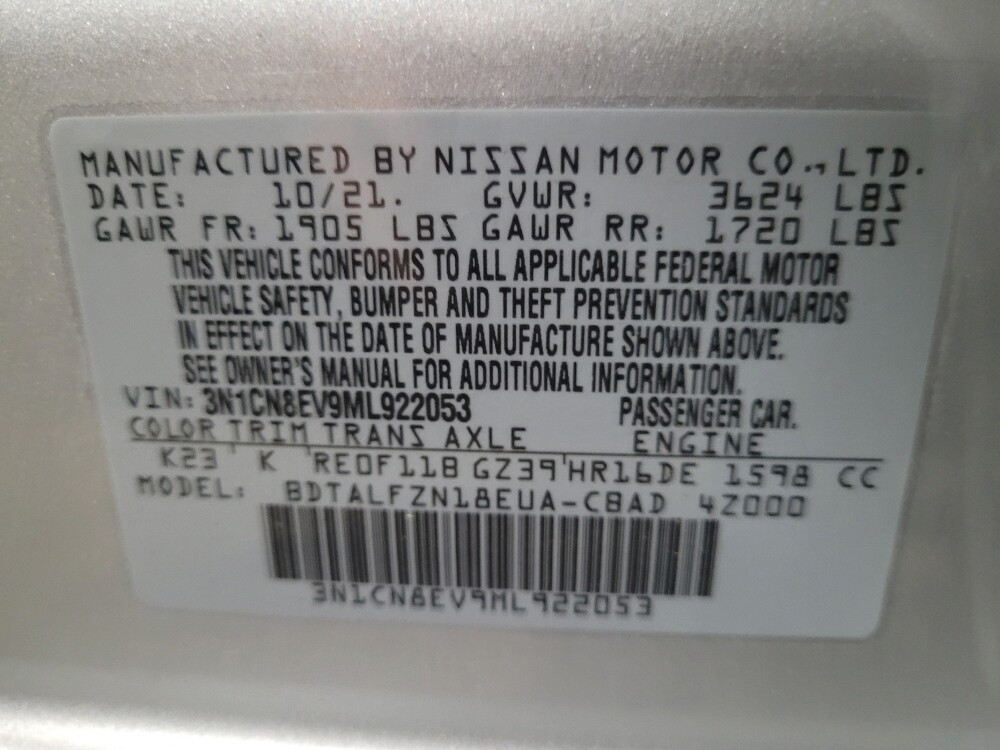 MANUFACTURED BY NISSAN MOTOR CO., LTD.
DATE: 10/21. GVWR: 3624 LBS
GAWR FR: 1905 LBS GAWR RR: 1720 LBS
THIS VEHICLE CONFORMS TO ALL APPLICABLE FEDERAL MOTOR
VEHICLE SAFETY, BUMPER AND THEFT PREVENTION STANDARDS
IN EFFECT ON THE DATE OF MANUFACTURE SHOWN ABOVE.
SEE OWNER'S MANUAL FOR ADDITIONAL INFORMATION.
VIN: 3N1CN8EV9ML922053 PASSENGER CAR.
COLOR TRIM TRANS AXLE ENGINE
K23 K RE0F11B GZ39 HR16DE 1598 CC
MODEL: BDTALFZN18EUA-CBAD 4Z000
3N1CN8EV9ML922053